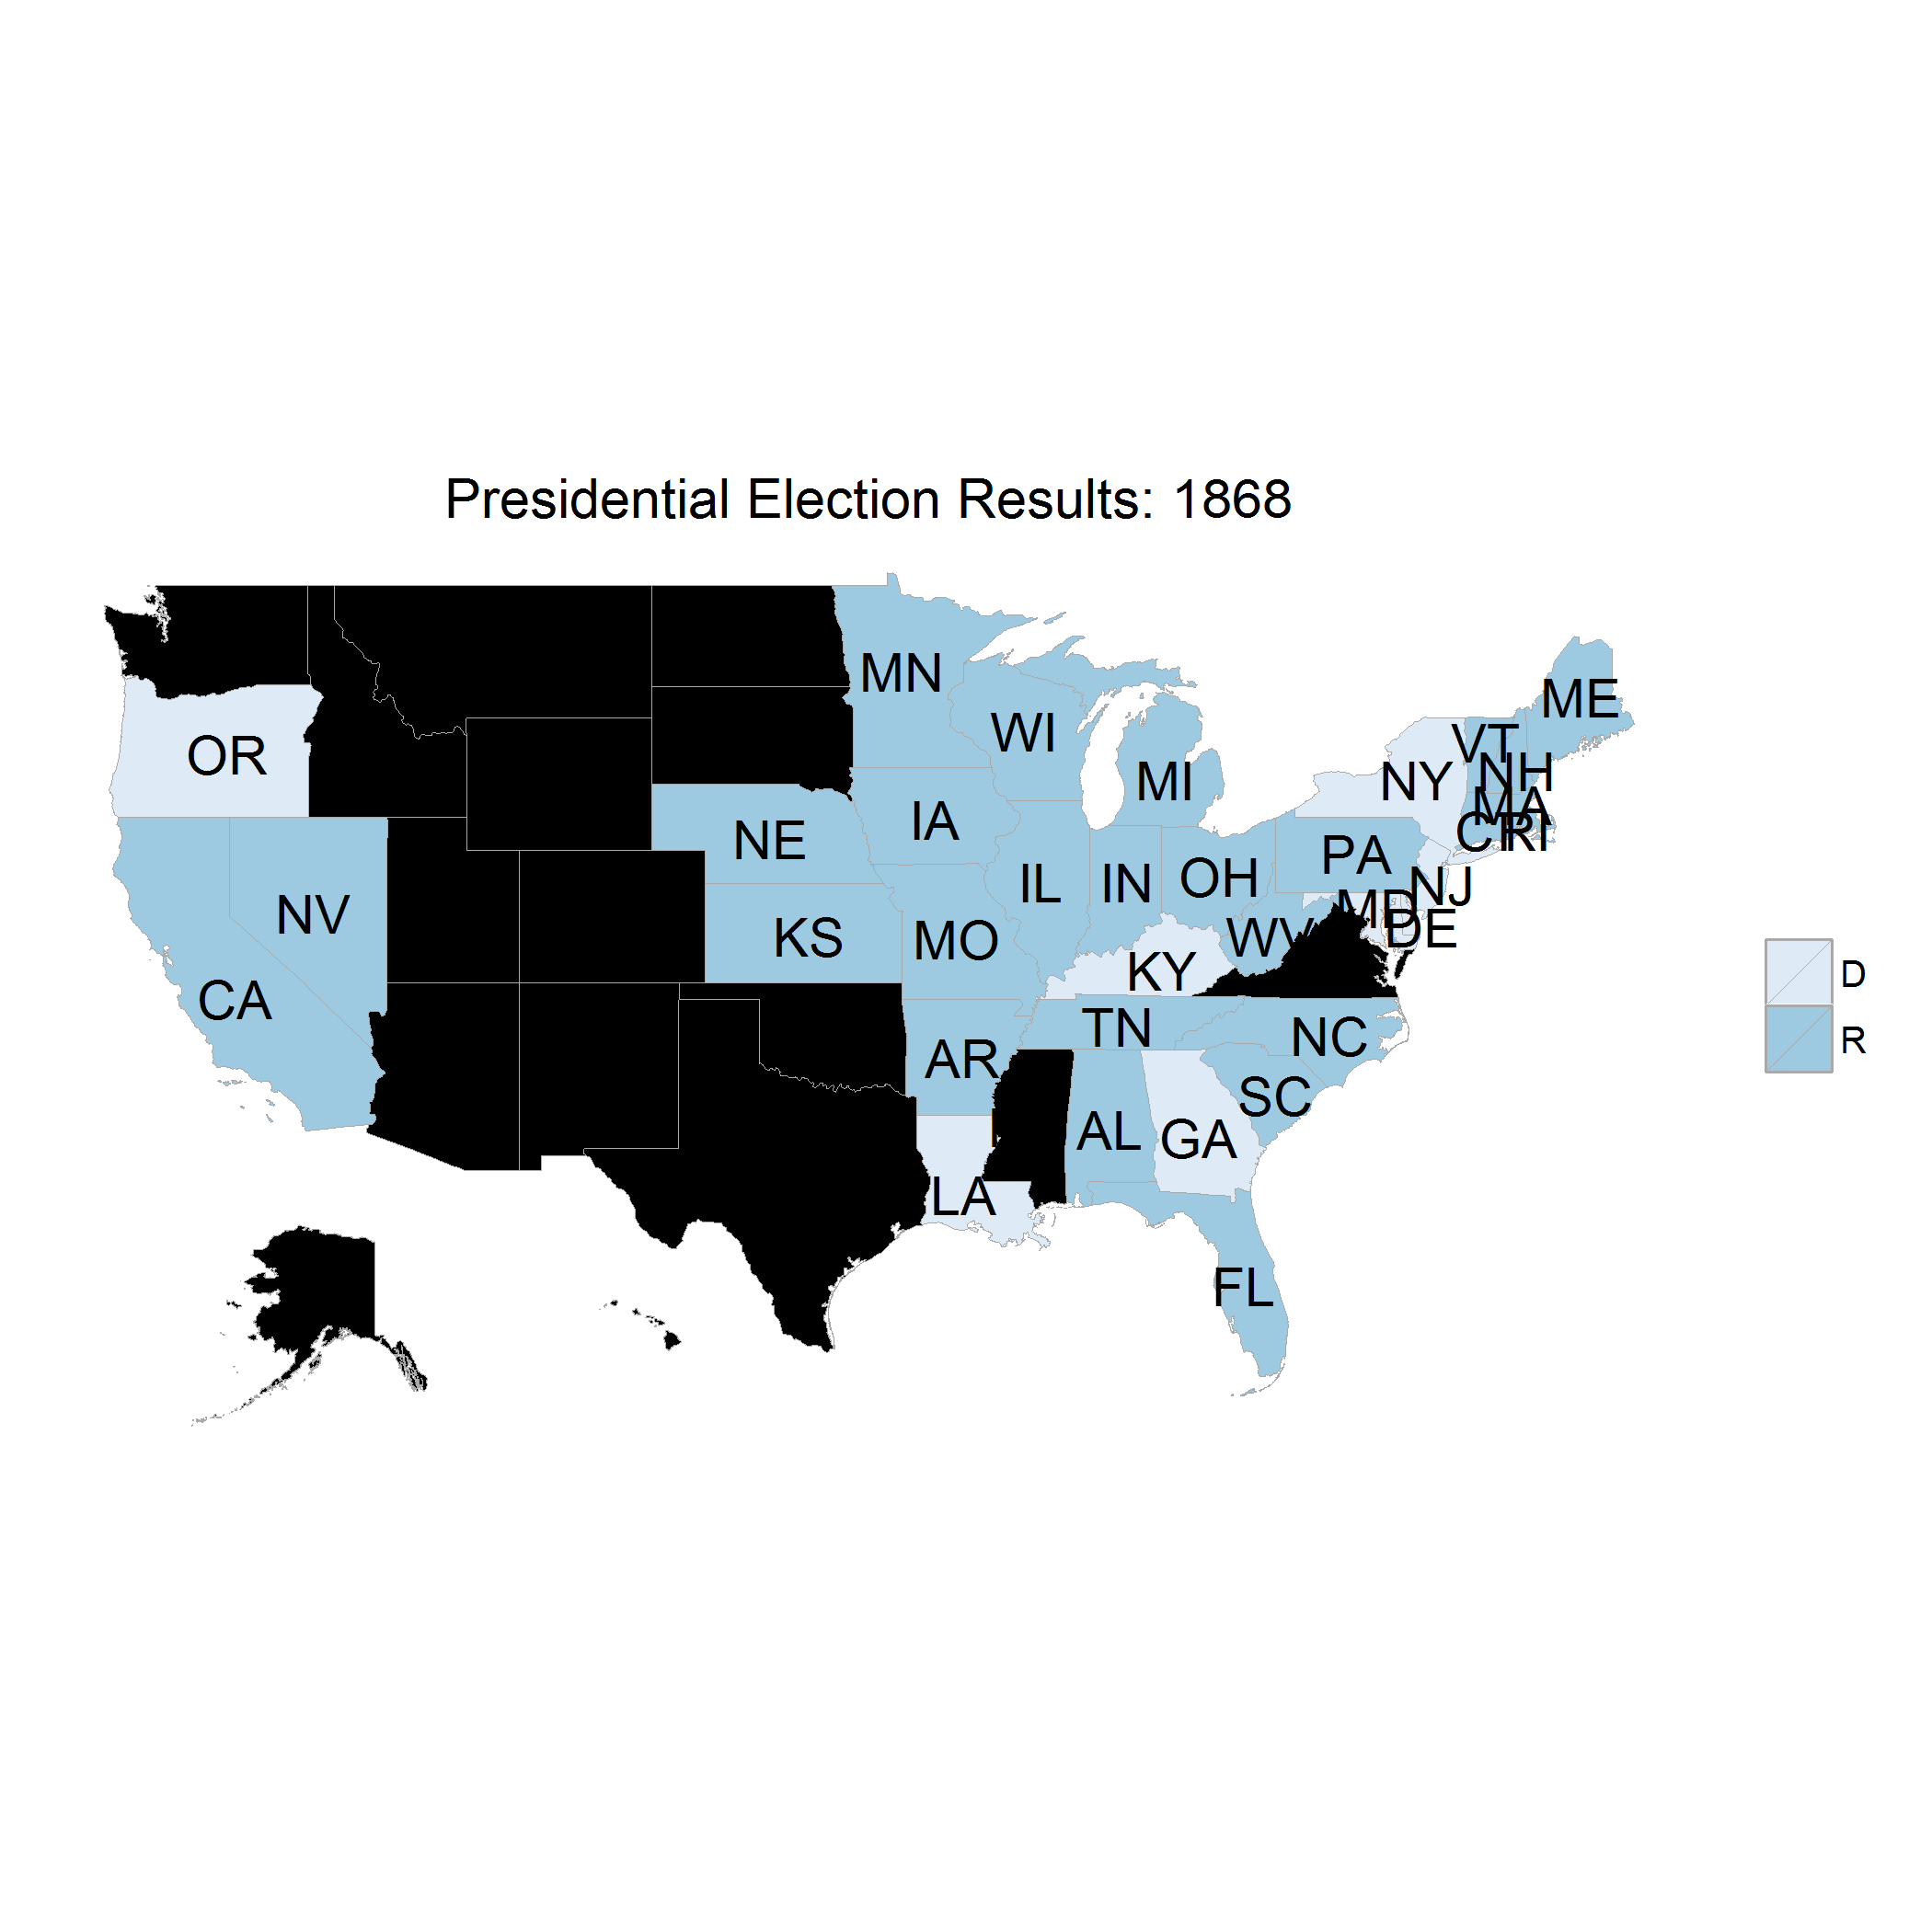 Presidential Election Results: 1868
MN
ME
WI
VT
OR
NH
NY
MI
MA
IA
CT
RI
NE
PA
OH
IL
IN
NJ
MD
NV
DE
KS
WV
MO
KY
D
CA
TN
NC
R
AR
SC
AL
GA
LA
FL